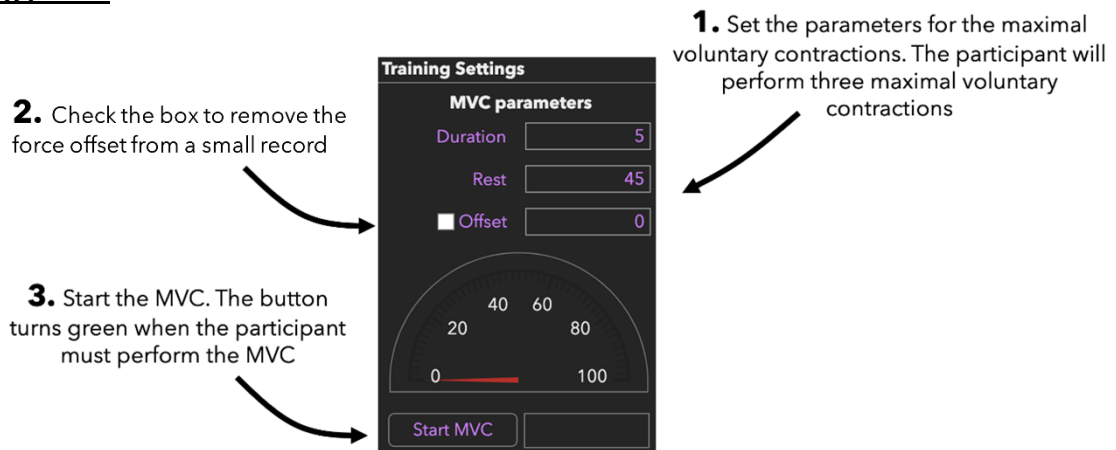 1. Set the parameters for the maximal
voluntary contractions. The participant will
perform three maximal voluntary
contractions
2. Check the box to remove the
force offset from a small record
3. Start the MVC. The button
turns green when the participant
must perform the MVC
Training Settings
MVC parameters
Duration 5
Rest 45
Offset 0
40 60
20 80
0 100
Start MVC